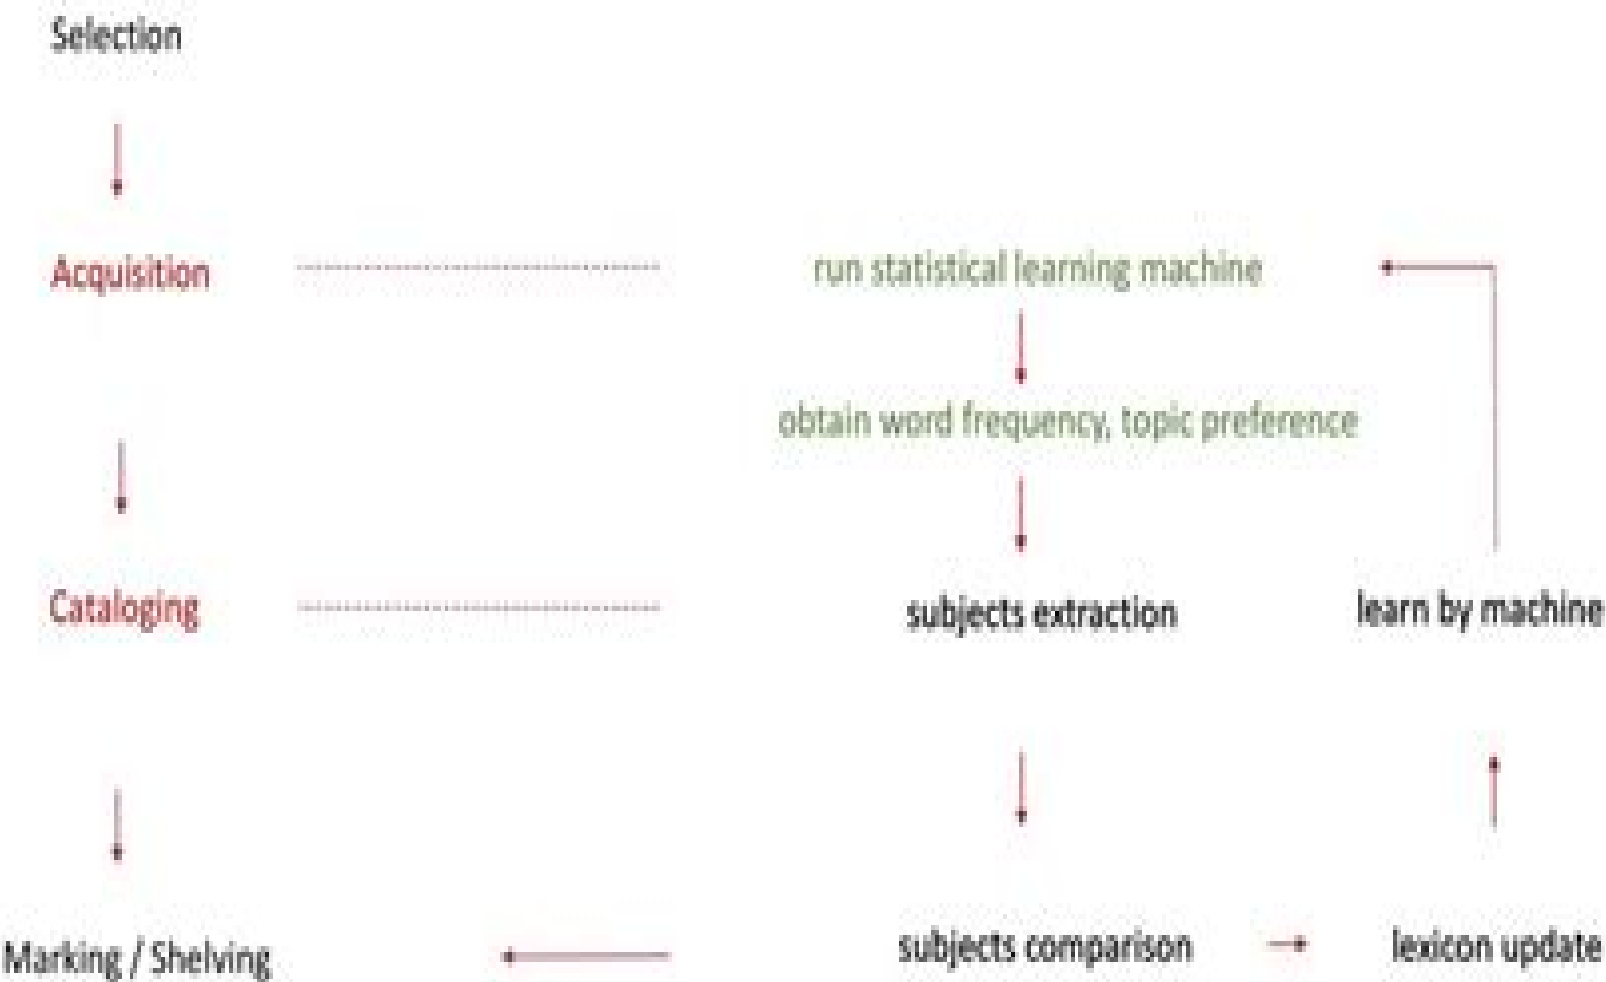 Selection
Acquisition
run statistical learning machine
obtain word frequency, topic preference
Cataloging
subjects extraction
learn by machine
Marking / Shelving
subjects comparison
lexicon update